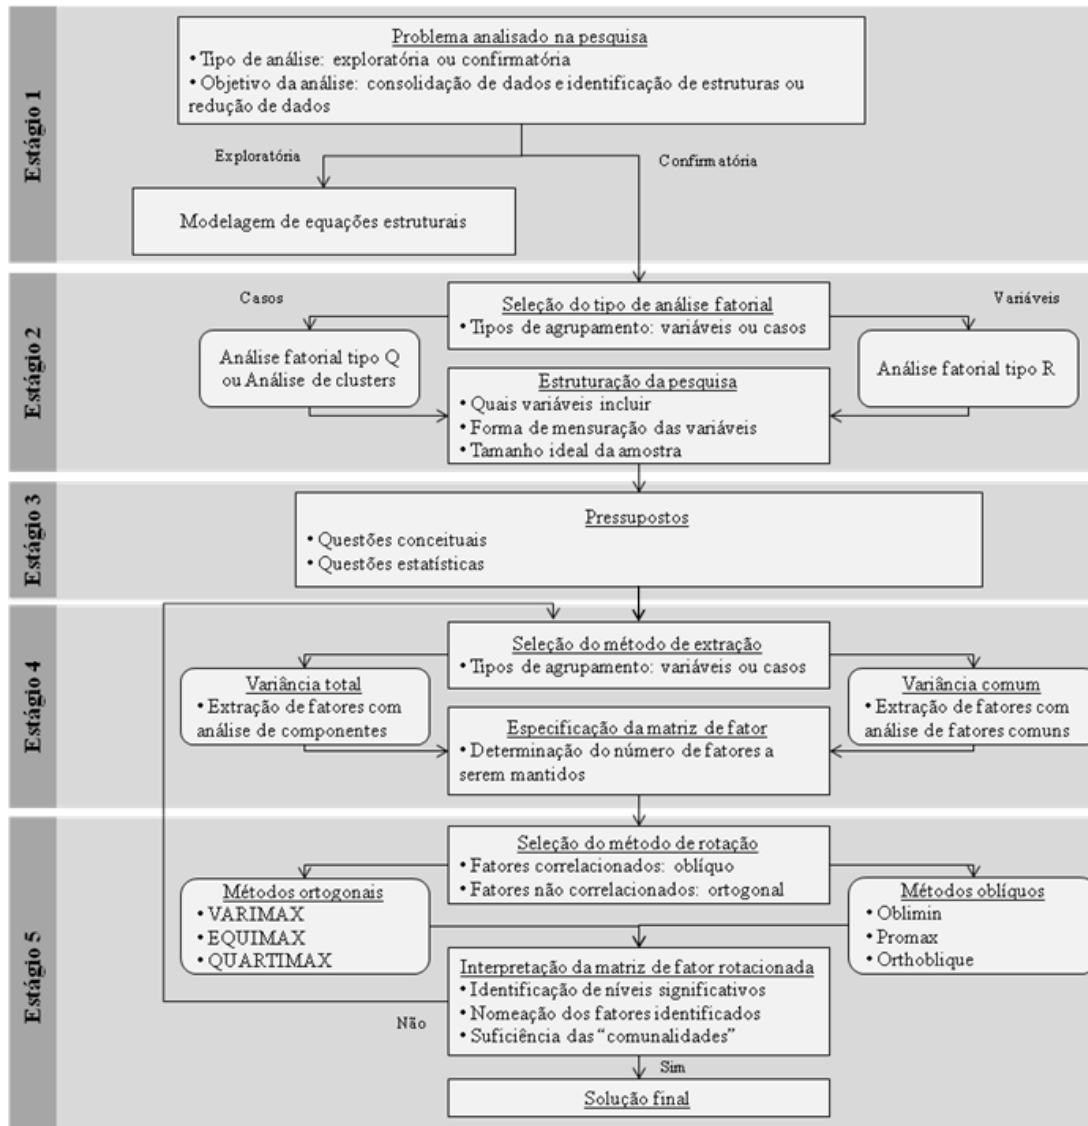 Estágio 1
Problema analisado na pesquisa
• Tipo de análise: exploratória ou confirmatória
• Objetivo da análise: consolidação de dados e identificação de estruturas ou
redução de dados
Exploratória
Confirmatória
Modelagem de equações estruturais
Estágio 2
Casos
Seleção do tipo de análise fatorial
• Tipos de agrupamento: variáveis ou casos
Variáveis
Análise fatorial tipo Q
ou Análise de clusters
Análise fatorial tipo R
Estruturação da pesquisa
• Quais variáveis incluir
• Forma de mensuração das variáveis
• Tamanho ideal da amostra
Estágio 3
Pressupostos
• Questões conceituais
• Questões estatísticas
Estágio 4
Seleção do método de extração
• Tipos de agrupamento: variáveis ou casos
Variância total
• Extração de fatores com
análise de componentes
Variância comum
• Extração de fatores com
análise de fatores comuns
Especificação da matriz de fator
• Determinação do número de fatores a
serem mantidos
Estágio 5
Seleção do método de rotação
• Fatores correlacionados: oblíquo
• Fatores não correlacionados: ortogonal
Métodos ortogonais
• VARIMAX
• EQUIMAX
• QUARTIMAX
Métodos oblíquos
• Oblimin
• Promax
• Orthoblique
Interpretação da matriz de fator rotacionada
• Identificação de níveis significativos
• Nomeação dos fatores identificados
• Suficiência das “comunalidades”
Não
Sim
Solução final